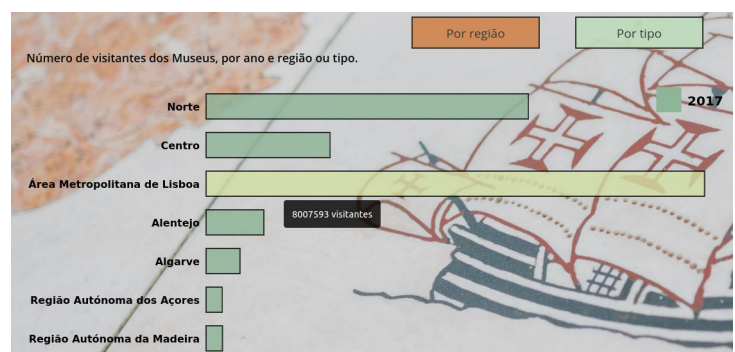 Por região
Por tipo
Número de visitantes dos Museus, por ano e região ou tipo.
2017
Norte
Centro
Área Metropolitana de Lisboa
8007593 visitantes
Alentejo
Algarve
Região Autónoma dos Açores
Região Autónoma da Madeira